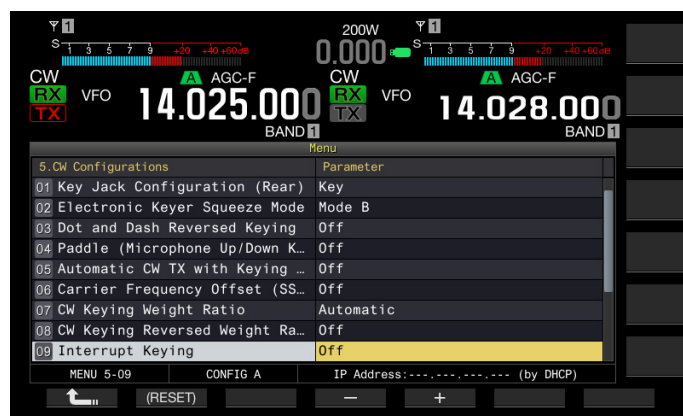 1 200W 1
S 1 3 5 7 9 +20 +40 +60dB 0.000 S 1 3 5 7 9 +20 +40 +60dB
CW A AGC-F CW A AGC-F
RX VFO 14.025.000 RX VFO 14.028.000
TX TX
BAND 1 BAND 1
Menu
5.CW Configurations Parameter
01 Key Jack Configuration (Rear) Key
02 Electronic Keyer Squeeze Mode Mode B
03 Dot and Dash Reversed Keying Off
04 Paddle (Microphone Up/Down K… Off
05 Automatic CW TX with Keying … Off
06 Carrier Frequency Offset (SS… Off
07 CW Keying Weight Ratio Automatic
08 CW Keying Reversed Weight Ra… Off
09 Interrupt Keying Off
MENU 5-09 CONFIG A IP Address:---.---.---.--- (by DHCP)
(RESET) − +